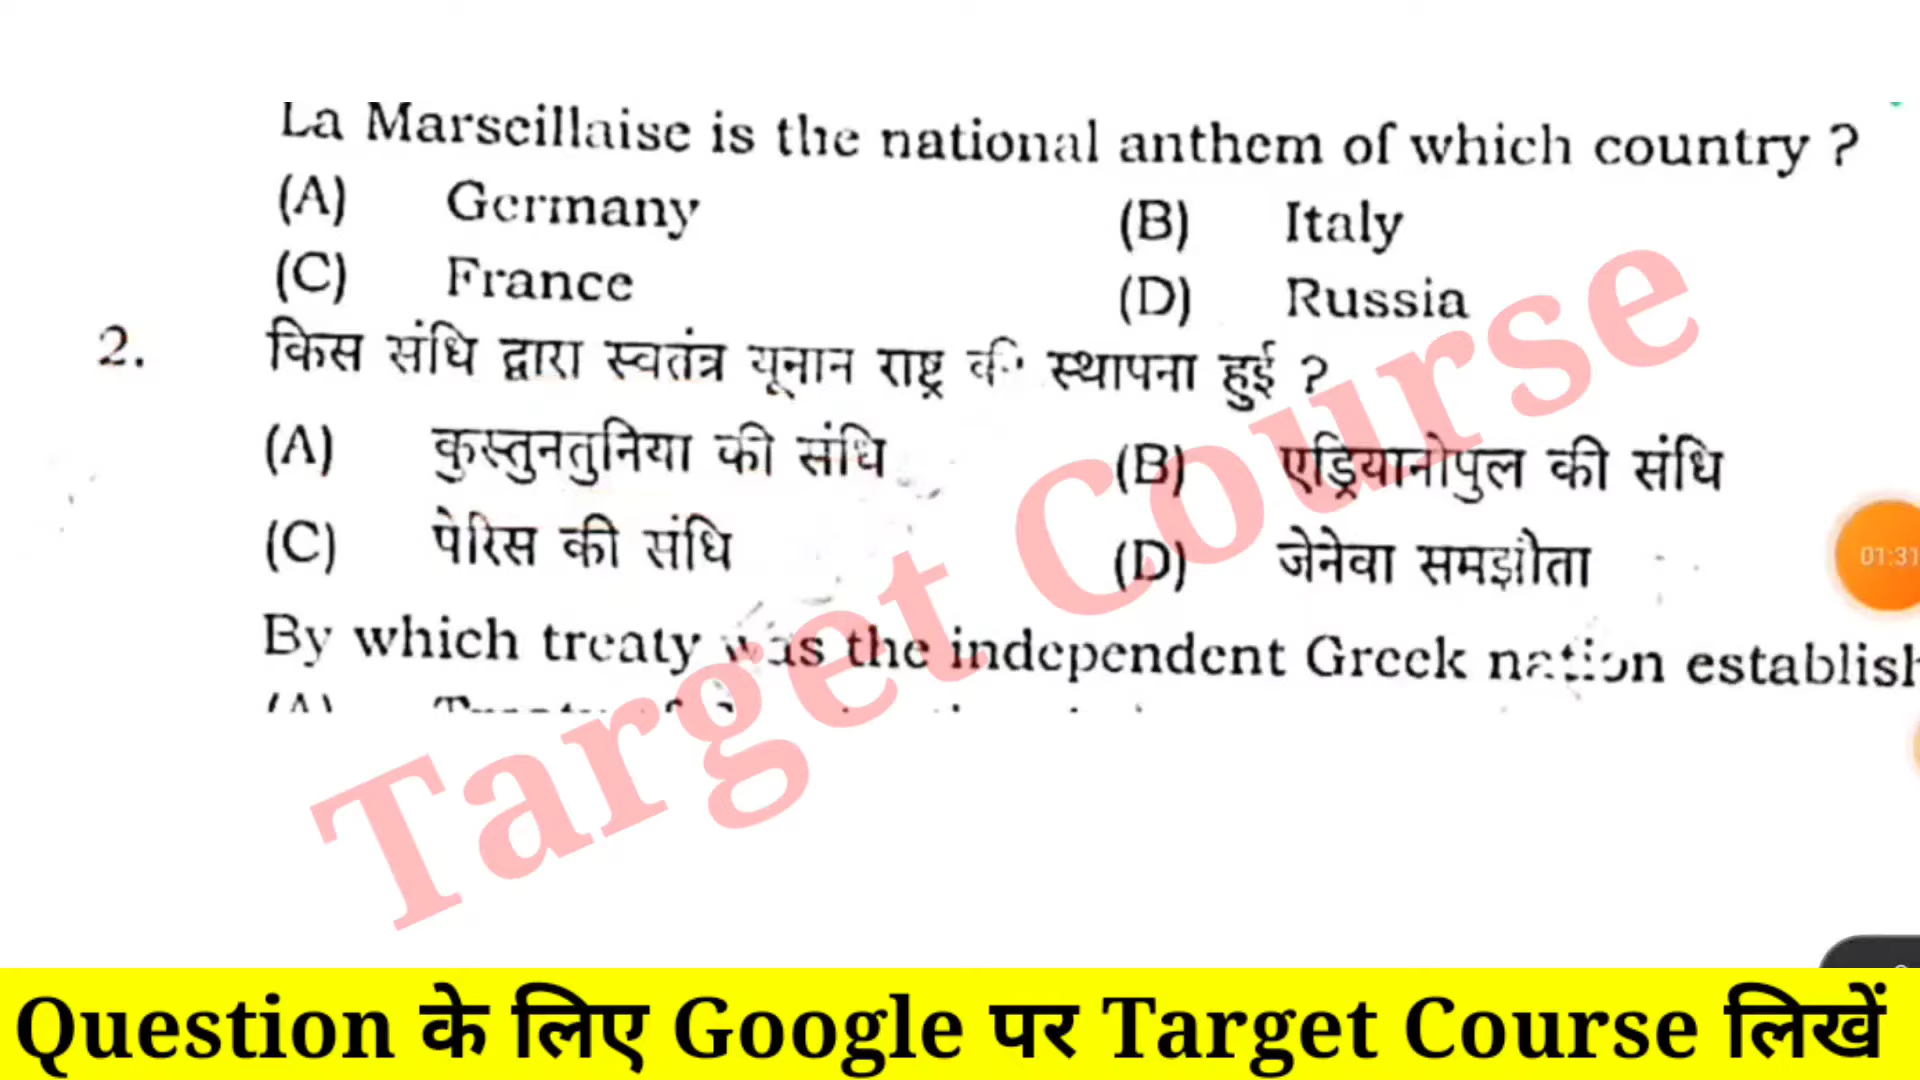 La Marseillaise is the national anthem of which country ?
(A) Germany (B) Italy
(C) France (D) Russia
2. किस संधि द्वारा स्वतंत्र यूनान राष्ट्र की स्थापना हुई ?
(A) कुस्तुनतुनिया की संधि (B) एड्रियानोपुल की संधि
(C) पेरिस की संधि (D) जेनेवा समझौता
By which treaty was the independent Greek nation establish
(A)
Target Course
01:31
Question के लिए Google पर Target Course लिखें